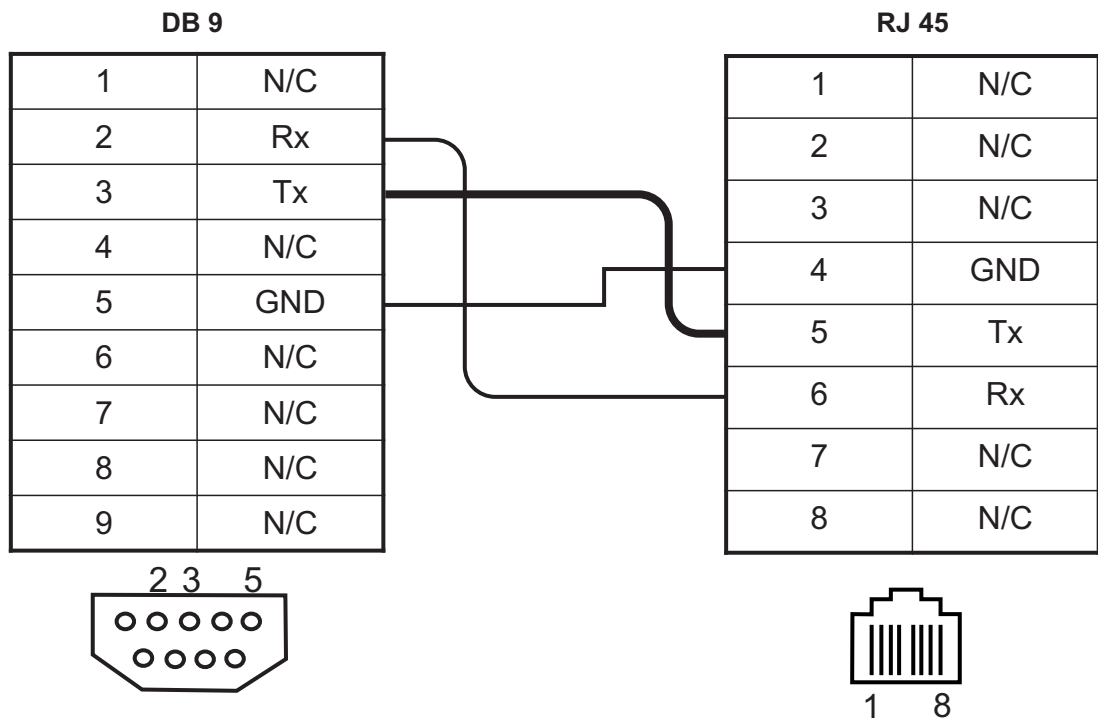 DB 9
1 N/C
2 Rx
3 Tx
4 N/C
5 GND
6 N/C
7 N/C
8 N/C
9 N/C
2 3 5
RJ 45
1 N/C
2 N/C
3 N/C
4 GND
5 Tx
6 Rx
7 N/C
8 N/C
1 8